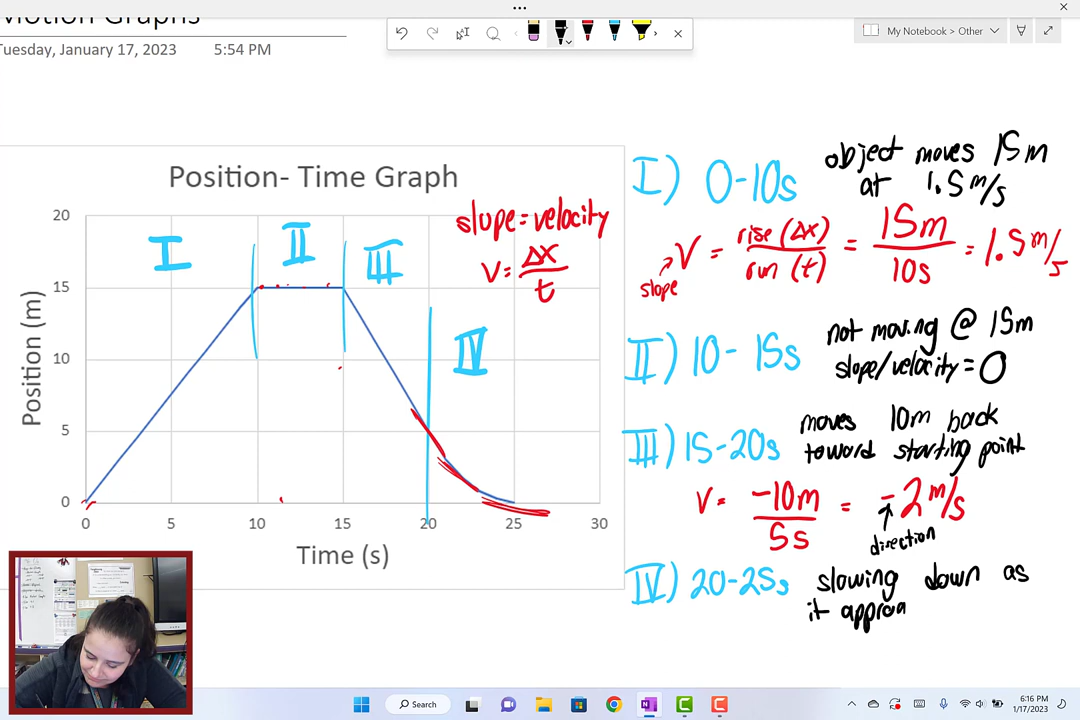 Motion Graphs
Tuesday, January 17, 2023 5:54 PM
My Notebook > Other
Position- Time Graph
20
15
10
5
0
0 5 10 15 20 25 30
Position (m)
Time (s)
I
II
III
IV
slope=velocity
V = Δx
t
I) 0-10s
object moves 15m
at 1.5 m/s
slope
V = rise (Δx) = 15m = 1.5 m/s
run (t) 10s
II) 10-15s
not moving @ 15m
slope/velocity = 0
III) 15-20s
moves 10m back
toward starting point
V = -10m = -2 m/s
5s
direction
IV) 20-25s
slowing down as
it approa
Search
6:16 PM
1/17/2023